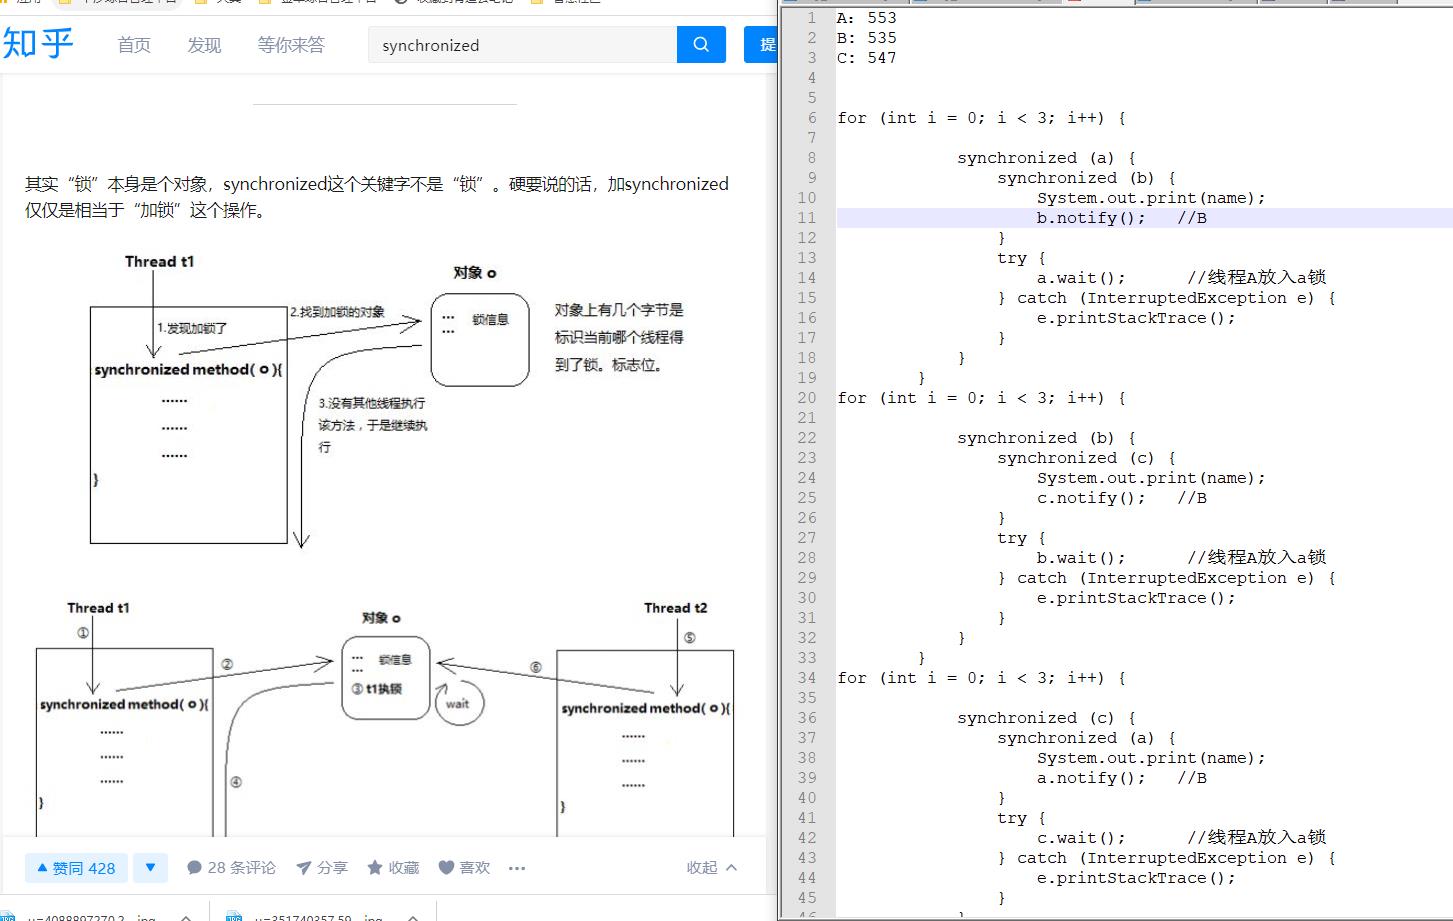 知乎
首页
发现
等你来答
synchronized
提
其实“锁”本身是个对象，synchronized这个关键字不是“锁”。硬要说的话，加synchronized
仅仅是相当于“加锁”这个操作。
Thread t1
对象 o
1.发现加锁了
2.找到加锁的对象
... 锁信息
...
对象上有几个字节是
标识当前哪个线程得
到了锁。标志位。
synchronized method( o ){
......
......
......
}
3.没有其他线程执行
该方法，于是继续执
行
Thread t1
对象 o
Thread t2
①
②
... 锁信息
...
③ t1执锁
wait
⑤
⑥
synchronized method( o ){
......
......
......
}
④
synchronized method( o ){
......
......
......
}
赞同 428
28 条评论
分享
收藏
喜欢
收起
1 A: 553
2 B: 535
3 C: 547
4
5
6 for (int i = 0; i < 3; i++) {
7
8 synchronized (a) {
9 synchronized (b) {
10 System.out.print(name);
11 b.notify(); //B
12 }
13 try {
14 a.wait(); //线程A放入a锁
15 } catch (InterruptedException e) {
16 e.printStackTrace();
17 }
18 }
19 }
20 for (int i = 0; i < 3; i++) {
21
22 synchronized (b) {
23 synchronized (c) {
24 System.out.print(name);
25 c.notify(); //B
26 }
27 try {
28 b.wait(); //线程A放入a锁
29 } catch (InterruptedException e) {
30 e.printStackTrace();
31 }
32 }
33 }
34 for (int i = 0; i < 3; i++) {
35
36 synchronized (c) {
37 synchronized (a) {
38 System.out.print(name);
39 a.notify(); //B
40 }
41 try {
42 c.wait(); //线程A放入a锁
43 } catch (InterruptedException e) {
44 e.printStackTrace();
45 }